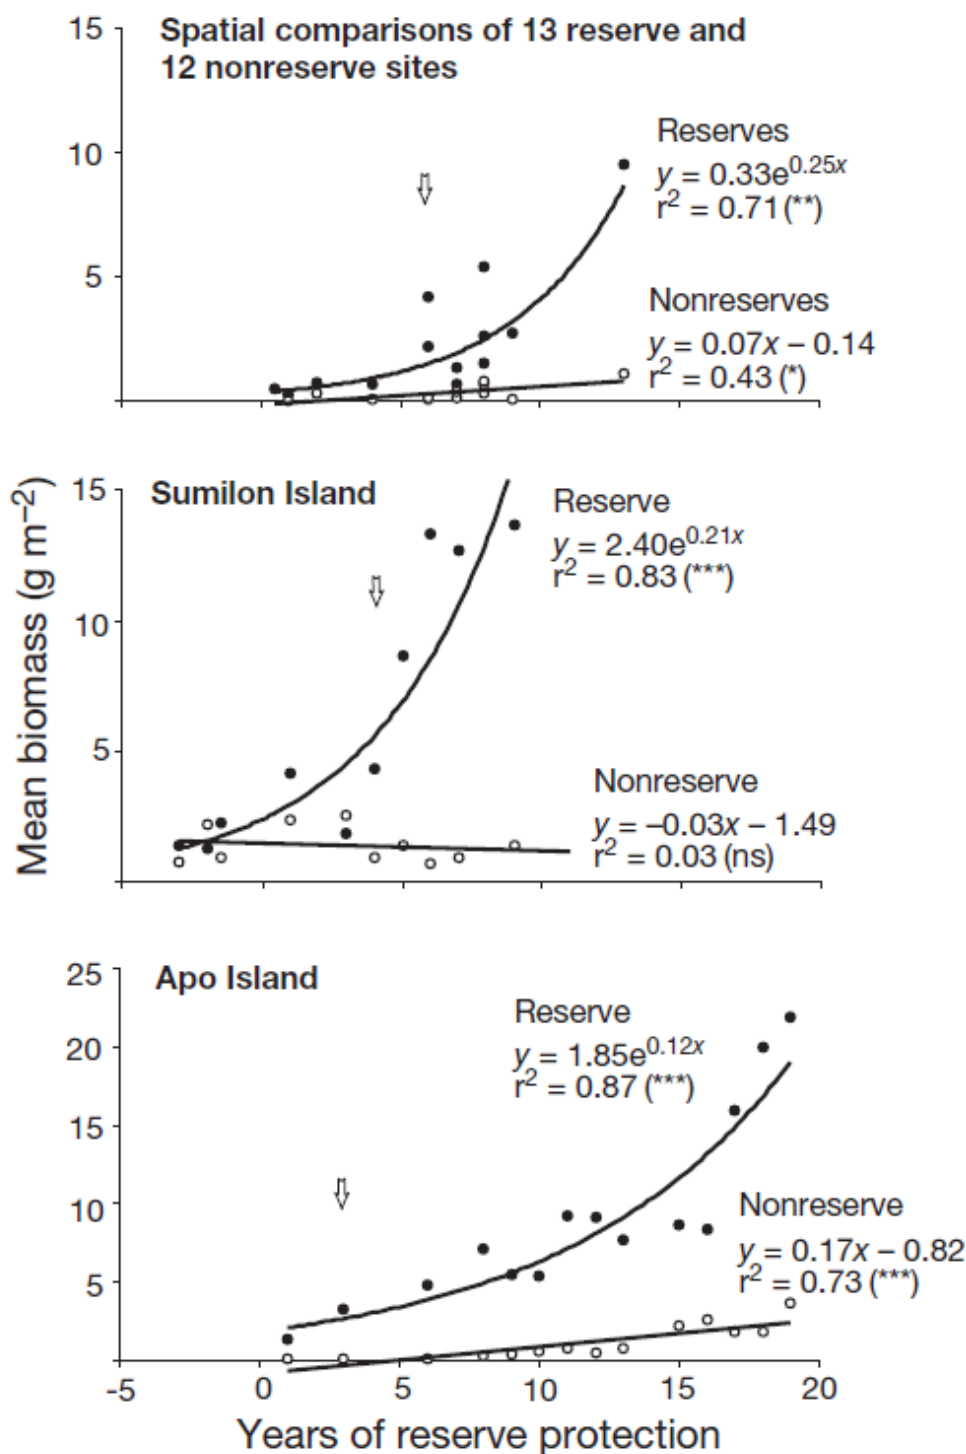 Spatial comparisons of 13 reserve and
12 nonreserve sites
15
10
5
Reserves
y = 0.33e^0.25x
r² = 0.71 (**)
Nonreserves
y = 0.07x – 0.14
r² = 0.43 (*)
-5
0
5
10
15
20
Mean biomass (g m⁻²)
Sumilon Island
15
10
5
Reserve
y = 2.40e^0.21x
r² = 0.83 (***)
Nonreserve
y = –0.03x – 1.49
r² = 0.03 (ns)
Apo Island
25
20
15
10
5
Reserve
y = 1.85e^0.12x
r² = 0.87 (***)
Nonreserve
y = 0.17x – 0.82
r² = 0.73 (***)
Years of reserve protection